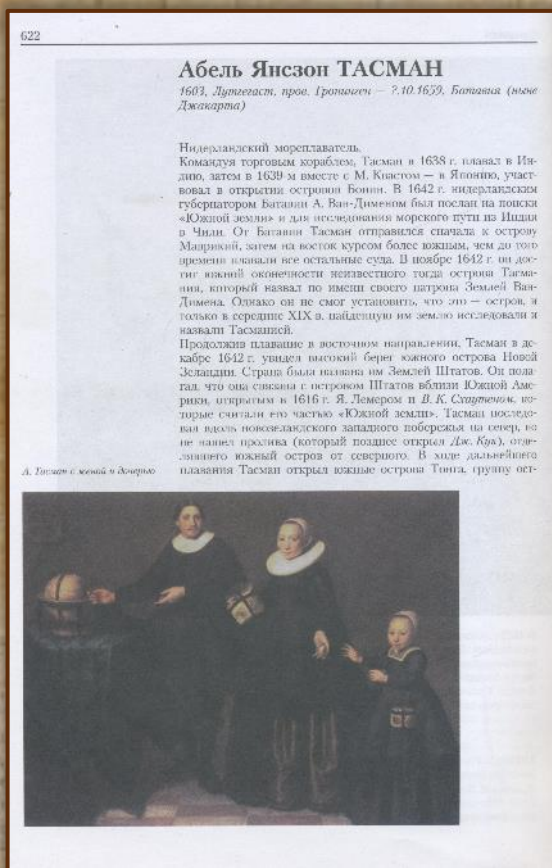 622
Абель Янсзон ТАСМАН
1603, Лутгегаст, пров. Гронинген — ?.10.1659, Батавия (ныне
Джакарта)
Нидерландский мореплаватель.
Командуя торговым кораблем, Тасман в 1638 г. плавал в Ин-
дию, затем в 1639-м вместе с М. Квастом — в Японию, участ-
вовал в открытии островов Бонин. В 1642 г. нидерландским
губернатором Батавии А. Ван-Дименом был послан на поиски
«Южной земли» и для исследования морского пути из Индии
в Чили. От Батавии Тасман отправился сначала к острову
Маврикий, затем на восток курсом более южным, чем до того
времени плавали все остальные суда. В ноябре 1642 г. он дос-
тиг южной оконечности неизвестного тогда острова Тасма-
ния, который назвал по имени своего патрона Землей Ван-
Димена. Однако он не смог установить, что это — остров, и
только в середине XIX в. найденную им землю исследовали и
назвали Тасманией.
Продолжив плавание в восточном направлении, Тасман в де-
кабре 1642 г. увидел высокий берег южного острова Новой
Зеландии. Страна была названа им Землей Штатов. Он пола-
гал, что она связана с островом Штатов вблизи Южной Аме-
рики, открытым в 1616 г. Я. Лемером и В. К. Схаутеном, ко-
торые считали его частью «Южной земли». Тасман последо-
вал вдоль новозеландского западного побережья на север, но
не нашел пролива (который позднее открыл Дж. Кук), отде-
лявшего южный остров от северного. В ходе дальнейшего
плавания Тасман открыл южные острова Тонга, группу ост-
А. Тасман с женой и дочерью